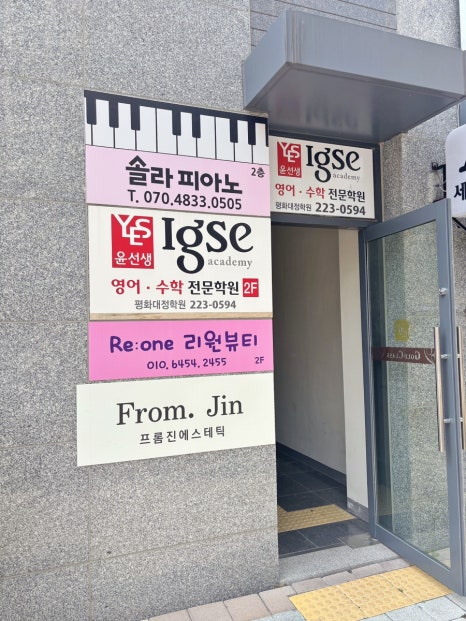 솔라 피아노 2층
T. 070.4833.0505
YES Igse
윤선생 academy
영어·수학 전문학원 2F
평화대정학원 223-0594
Re:one 리원뷰티
010.6454.2455 2F
From. Jin
프롬진에스테틱
YES Igse
윤선생 academy
영어·수학 전문학원
평화대정학원 223-0594
세